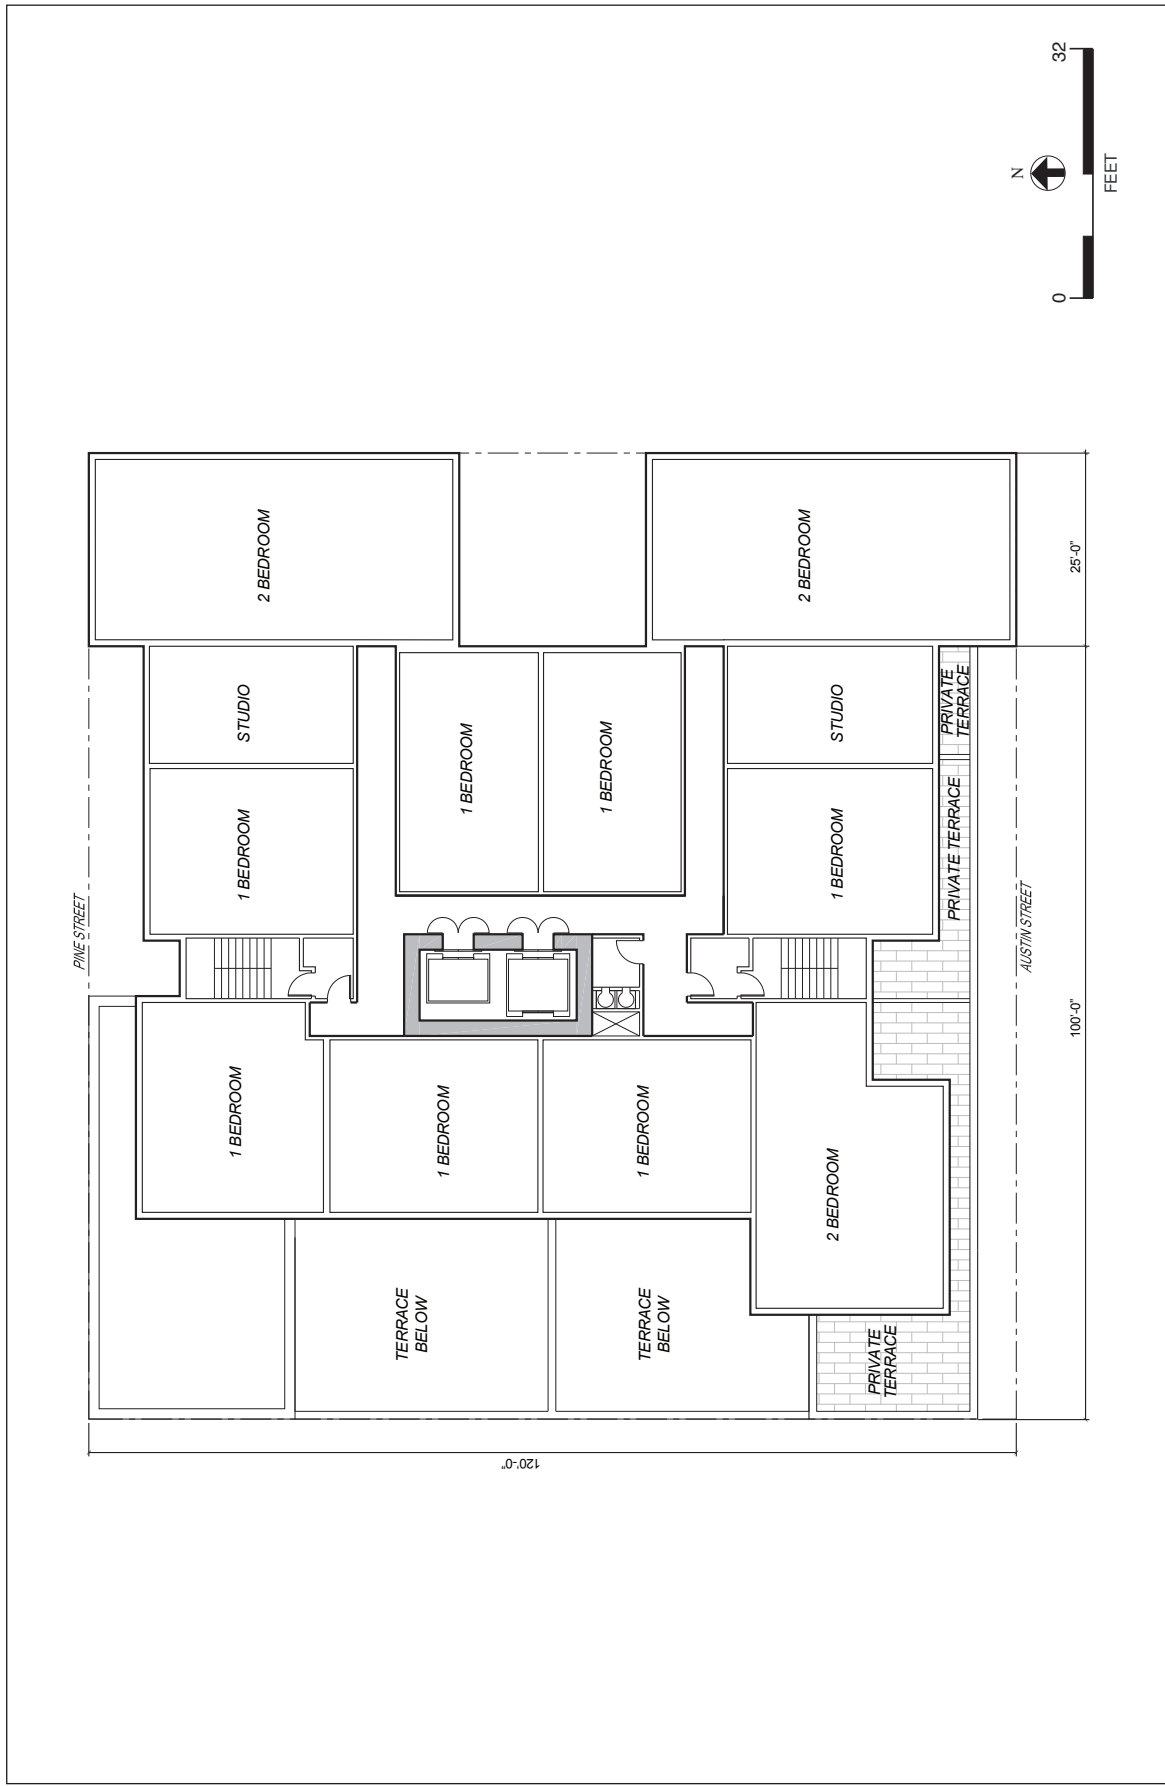 PINE STREET
1 BEDROOM
1 BEDROOM
STUDIO
2 BEDROOM
TERRACE
BELOW
1 BEDROOM
1 BEDROOM
120'-0"
TERRACE
BELOW
1 BEDROOM
1 BEDROOM
2 BEDROOM
1 BEDROOM
STUDIO
2 BEDROOM
PRIVATE
TERRACE
PRIVATE TERRACE
PRIVATE
TERRACE
AUSTIN STREET
100'-0"
25'-0"
N
0
32
FEET